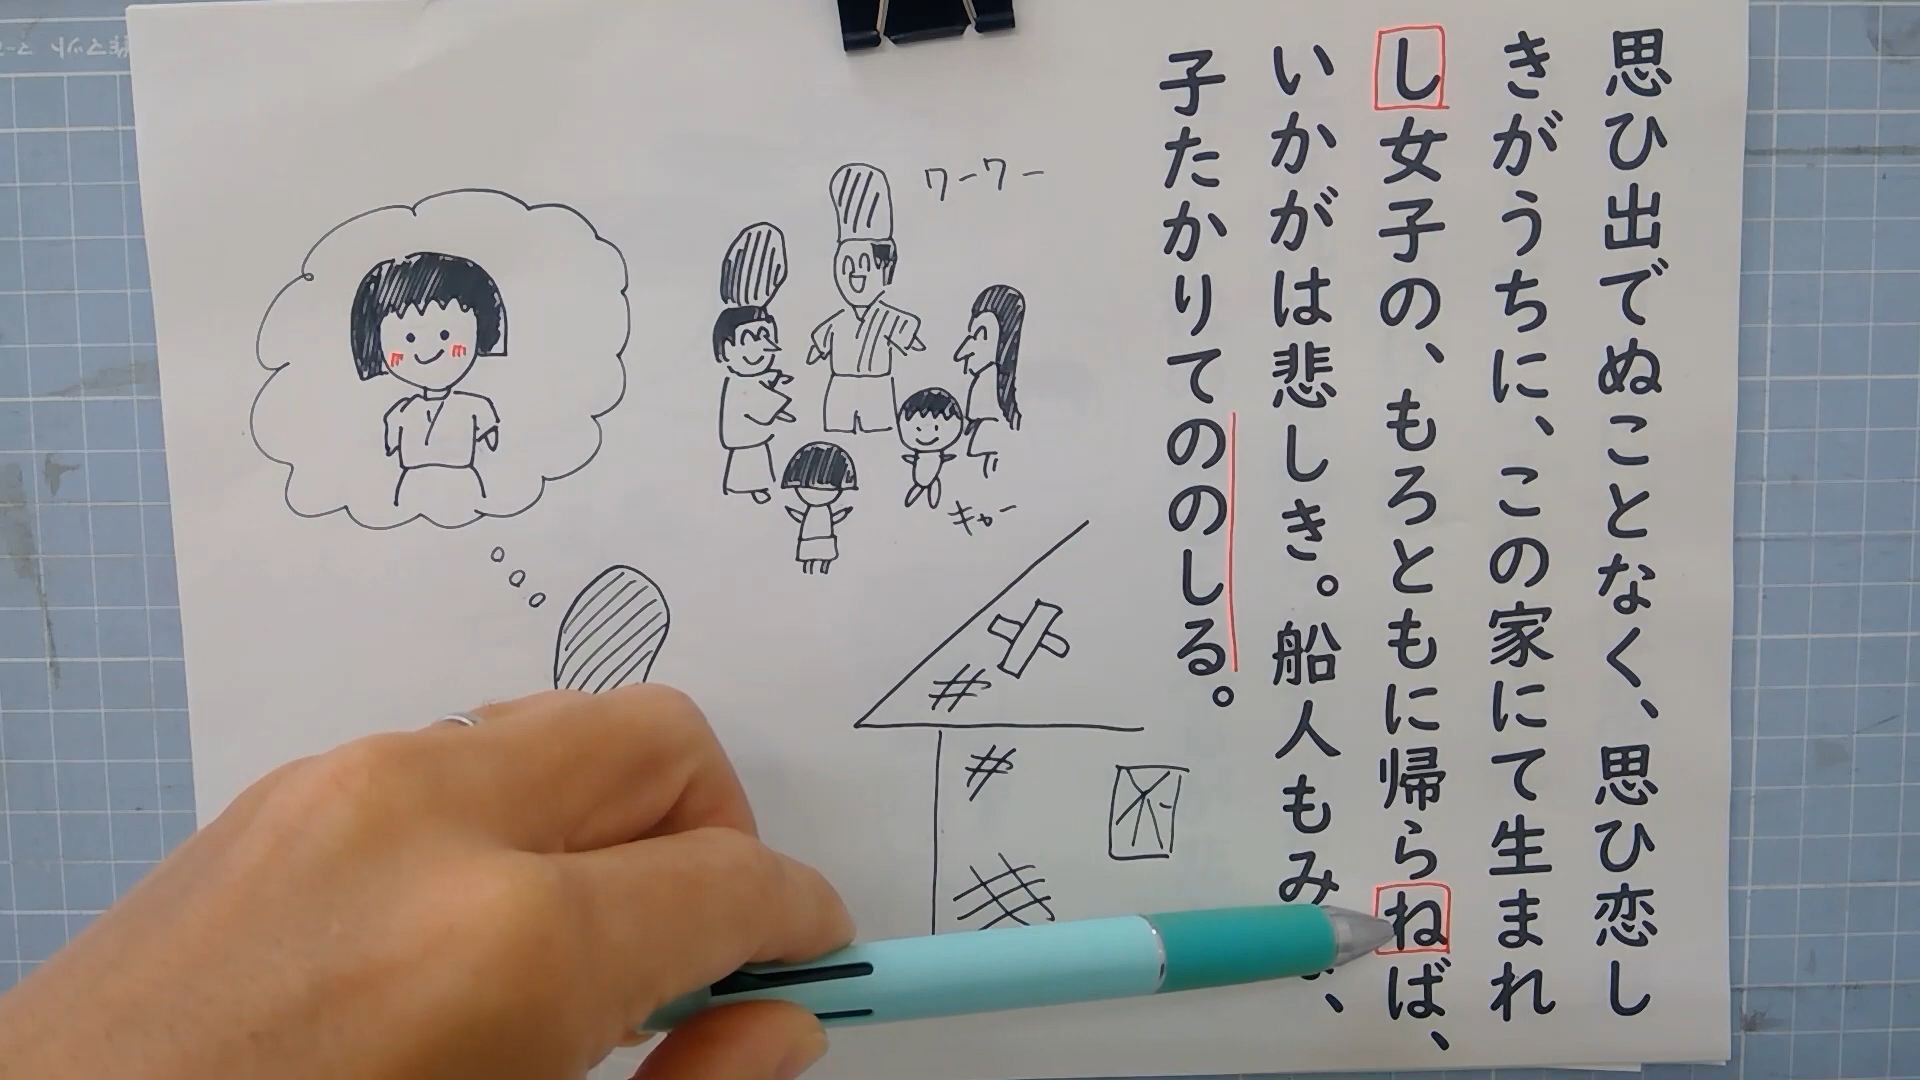 思ひ出でぬことなく、思ひ恋し
きがうちに、この家にて生まれ
し女子の、もろともに帰らねば、
いかがは悲しき。船人もみ、
子たかりてののしる。
ワーワー
キャー